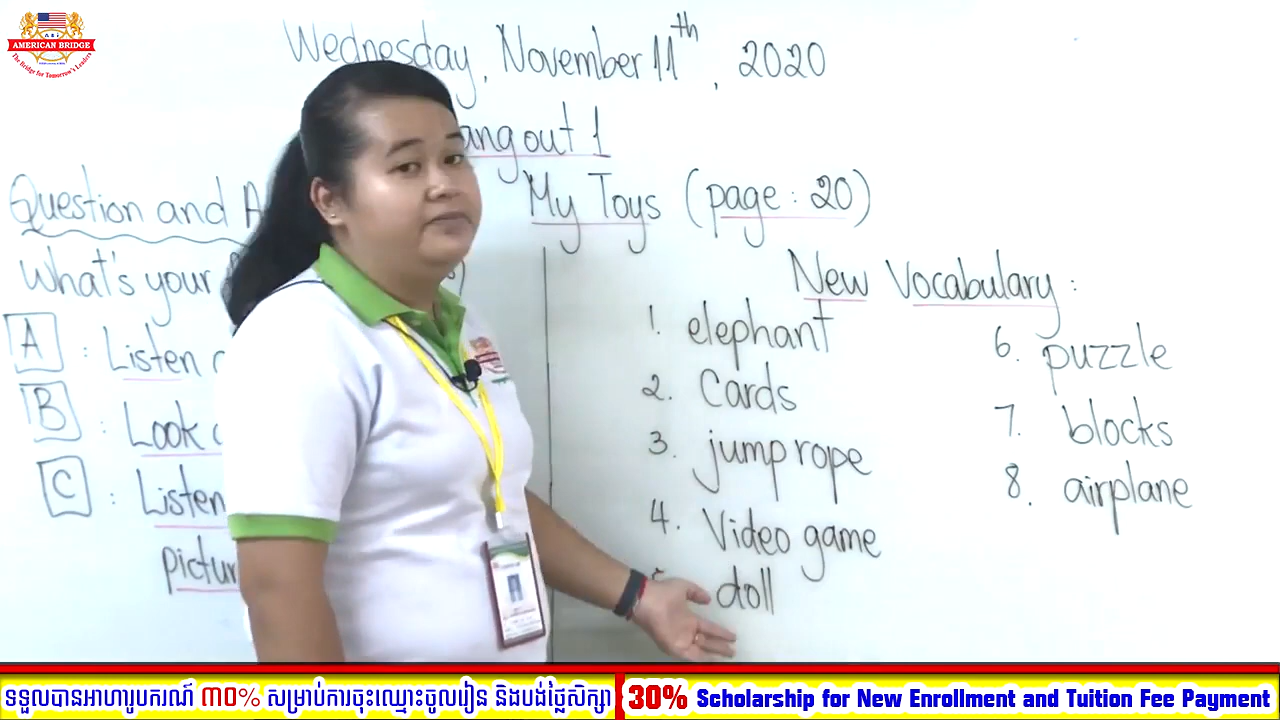 AMERICAN BRIDGE
The Bridge for Tomorrow's Leaders
Wednesday, November 11th, 2020
out 1
My Toys (page: 20)
Question and
What's your
A : Listen
B : Look
C : Listen
New Vocabulary:
1. elephant
2. Cards
3. jump rope
4. Video game
doll
6. puzzle
7. blocks
8. airplane
ទទួលបានអាហារូបករណ៍ ៣០% សម្រាប់ការចុះឈ្មោះចូលរៀន និងបង់ថ្លៃសិក្សា
30% Scholarship for New Enrollment and Tuition Fee Payment